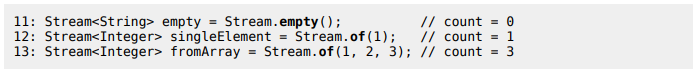 11: Stream<String> empty = Stream.empty();          // count = 0
12: Stream<Integer> singleElement = Stream.of(1);   // count = 1
13: Stream<Integer> fromArray = Stream.of(1, 2, 3); // count = 3